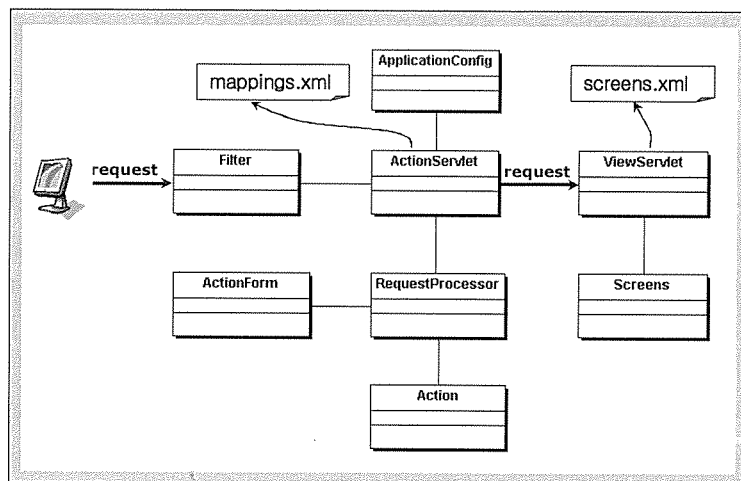 ApplicationConfig
mappings.xml
screens.xml
request
Filter
ActionServlet
request
ViewServlet
ActionForm
RequestProcessor
Screens
Action